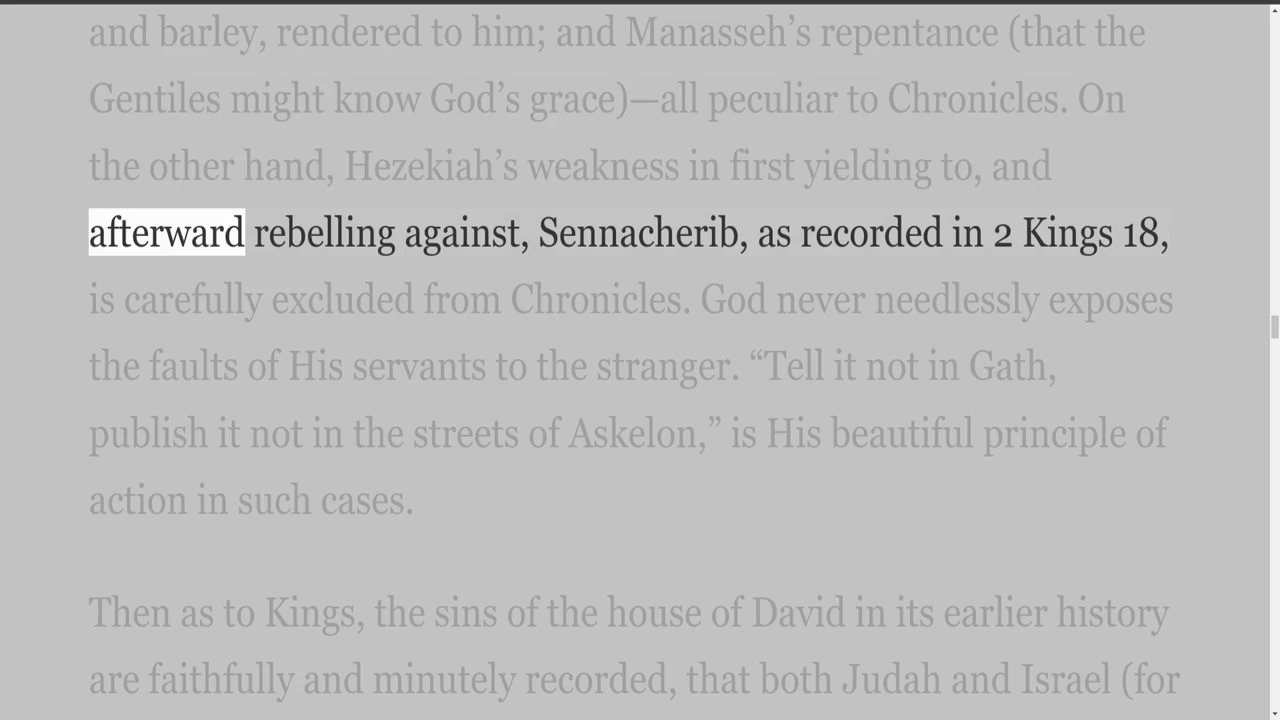 and barley, rendered to him; and Manasseh’s repentance (that the
Gentiles might know God’s grace)—all peculiar to Chronicles. On
the other hand, Hezekiah’s weakness in first yielding to, and
afterward rebelling against, Sennacherib, as recorded in 2 Kings 18,
is carefully excluded from Chronicles. God never needlessly exposes
the faults of His servants to the stranger. “Tell it not in Gath,
publish it not in the streets of Askelon,” is His beautiful principle of
action in such cases.
Then as to Kings, the sins of the house of David in its earlier history
are faithfully and minutely recorded, that both Judah and Israel (for